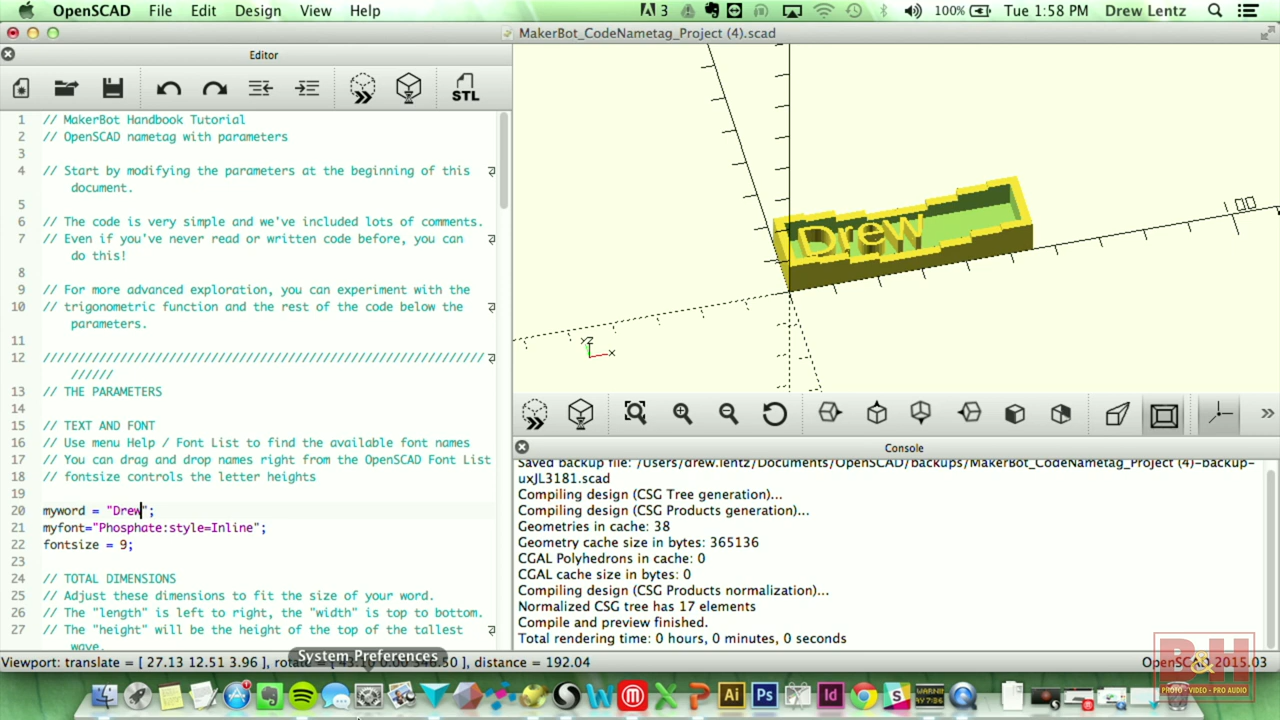 OpenSCAD File Edit Design View Help
3 100% Tue 1:58 PM Drew Lentz
MakerBot_CodeNametag_Project (4).scad
Editor
STL
1 // MakerBot Handbook Tutorial
2 // OpenSCAD nametag with parameters
3
4 // Start by modifying the parameters at the beginning of this
document.
5
6 // The code is very simple and we've included lots of comments.
7 // Even if you've never read or written code before, you can
do this!
8
9 // For more advanced exploration, you can experiment with the
10 // trigonometric function and the rest of the code below the
parameters.
11
12 ///////////////////////////////////////////////////////////////
//////
13 // THE PARAMETERS
14
15 // TEXT AND FONT
16 // Use menu Help / Font List to find the available font names
17 // You can drag and drop names right from the OpenSCAD Font List
18 // fontsize controls the letter heights
19
20 myword = "Drew";
21 myfont="Phosphate:style=Inline";
22 fontsize = 9;
23
24 // TOTAL DIMENSIONS
25 // Adjust these dimensions to fit the size of your word.
26 // The "length" is left to right, the "width" is top to bottom.
27 // The "height" will be the height of the top of the tallest
wave.
Drew
100
Z
Y
X
Console
Saved backup file: /Users/drew.lentz/Documents/OpenSCAD/backups/MakerBot_CodeNametag_Project (4)-backup-
uxJL3181.scad
Compiling design (CSG Tree generation)...
Compiling design (CSG Products generation)...
Geometries in cache: 38
Geometry cache size in bytes: 365136
CGAL Polyhedrons in cache: 0
CGAL cache size in bytes: 0
Compiling design (CSG Products normalization)...
Normalized CSG tree has 17 elements
Compile and preview finished.
Total rendering time: 0 hours, 0 minutes, 0 seconds
Viewport: translate = [ 27.13 12.51 3.96 ], distance = 192.04
System Preferences
OpenSCAD 2015.03
Ai Ps Id
B&H
PHOTO - VIDEO - PRO AUDIO